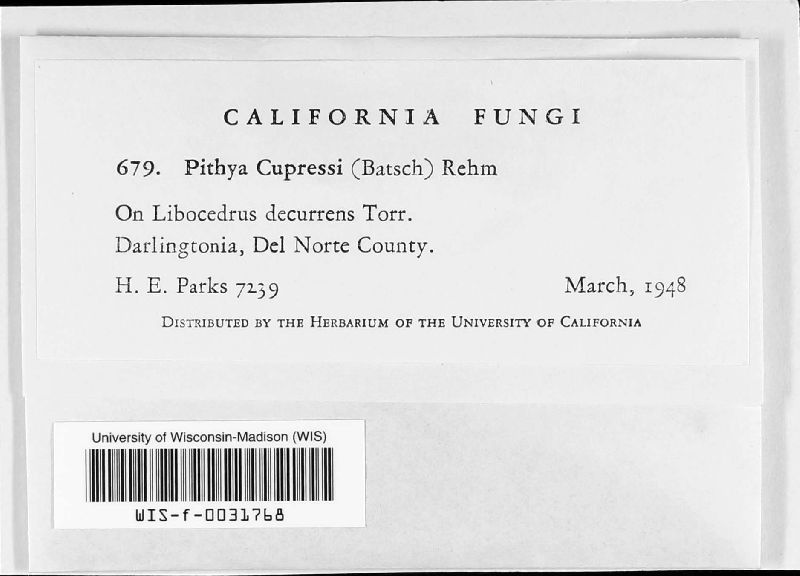 CALIFORNIA FUNGI
679. Pithya Cupressi (Batsch) Rehm
On Libocedrus decurrens Torr.
Darlingtonia, Del Norte County.
H. E. Parks 7239 March, 1948
Distributed by the Herbarium of the University of California
University of Wisconsin-Madison (WIS)
WIS-f-0031768